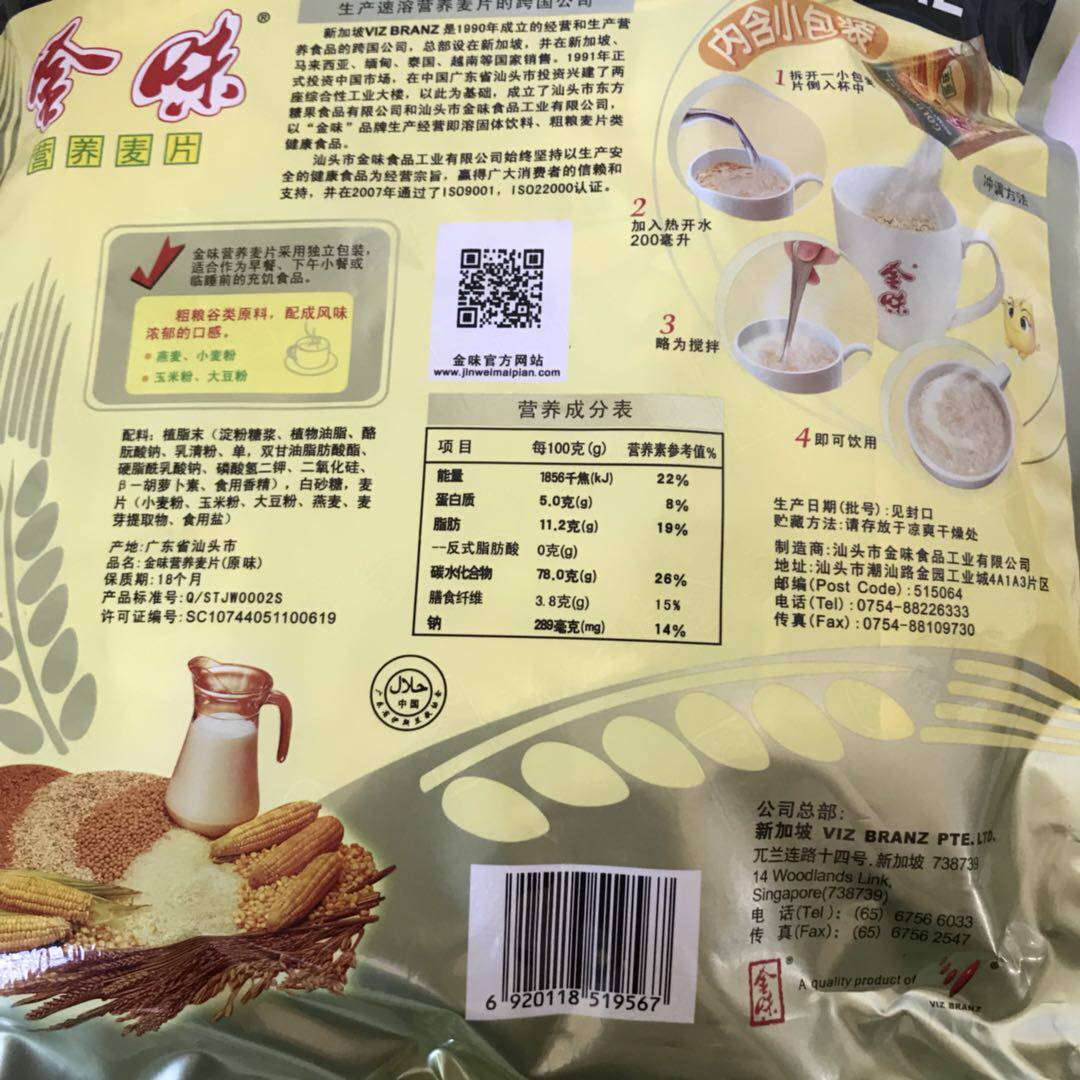 金味®
营养麦片
生产速溶营养麦片的跨国公司
新加坡VIZ BRANZ 是1990年成立的经营和生产营
养食品的跨国公司，总部设在新加坡，并在新加坡、
马来西亚、缅甸、泰国、越南等国家销售。1991年正
式投资中国市场，在中国广东省汕头市投资兴建了两
座综合性工业大楼，以此为基础，成立了汕头市东方
糖果食品有限公司和汕头市金味食品工业有限公司，
以“金味”品牌生产经营即溶固体饮料、粗粮麦片类
健康食品。
汕头市金味食品工业有限公司始终坚持以生产安
全的健康食品为经营宗旨，赢得广大消费者的信赖和
支持，并在2007年通过了ISO9001，ISO22000认证。
内含小包装
1 拆开一小包麦
片倒入杯中
冲调方法
2
加入热开水
200毫升
3
略为搅拌
4 即可饮用
金味
金味营养麦片采用独立包装，
适合作为早餐、下午小餐或
临睡前的充饥食品。
粗粮谷类原料，配成风味
浓郁的口感。
燕麦、小麦粉
玉米粉、大豆粉
金味官方网站
www.jinweimaipian.com
配料：植脂末（淀粉糖浆、植物油脂、酪
朊酸钠、乳清粉、单，双甘油脂肪酸酯、
硬脂酰乳酸钠、磷酸氢二钾、二氧化硅、
β－胡萝卜素、食用香精），白砂糖，麦
片（小麦粉、玉米粉、大豆粉、燕麦、麦
芽提取物、食用盐）
产地:广东省汕头市
品名:金味营养麦片(原味)
保质期:18个月
产品标准号:Q/STJW0002S
许可证编号:SC10744051100619
营养成分表
项目 每100克(g) 营养素参考值%
能量 1856千焦(kJ) 22%
蛋白质 5.0克(g) 8%
脂肪 11.2克(g) 19%
--反式脂肪酸 0克(g)
碳水化合物 78.0克(g) 26%
膳食纤维 3.8克(g) 15%
钠 289毫克(mg) 14%
生产日期(批号):见封口
贮藏方法:请存放于凉爽干燥处
制造商:汕头市金味食品工业有限公司
地址:汕头市潮汕路金园工业城4A1A3片区
邮编(Post Code):515064
电话(Tel):0754-88226333
传真(Fax):0754-88109730
حلال
中国
广东省伊斯兰教协会
公司总部:
新加坡 VIZ BRANZ PTE. LTD.
兀兰连路十四号.新加坡 738739
14 Woodlands Link,
Singapore(738739)
电 话(Tel): (65) 6756 6033
传 真(Fax): (65) 6756 2547
金味® A quality product of
VIZ BRANZ
6 920118 519567